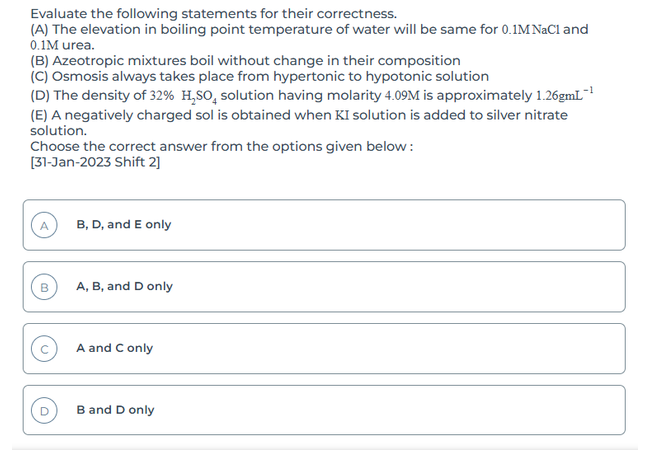 Evaluate the following statements for their correctness.
(A) The elevation in boiling point temperature of water will be same for 0.1M NaCl and
0.1M urea.
(B) Azeotropic mixtures boil without change in their composition
(C) Osmosis always takes place from hypertonic to hypotonic solution
(D) The density of 32% H₂SO₄ solution having molarity 4.09M is approximately 1.26gmL⁻¹
(E) A negatively charged sol is obtained when KI solution is added to silver nitrate
solution.
Choose the correct answer from the options given below :
[31-Jan-2023 Shift 2]
A B, D, and E only
B A, B, and D only
C A and C only
D B and D only